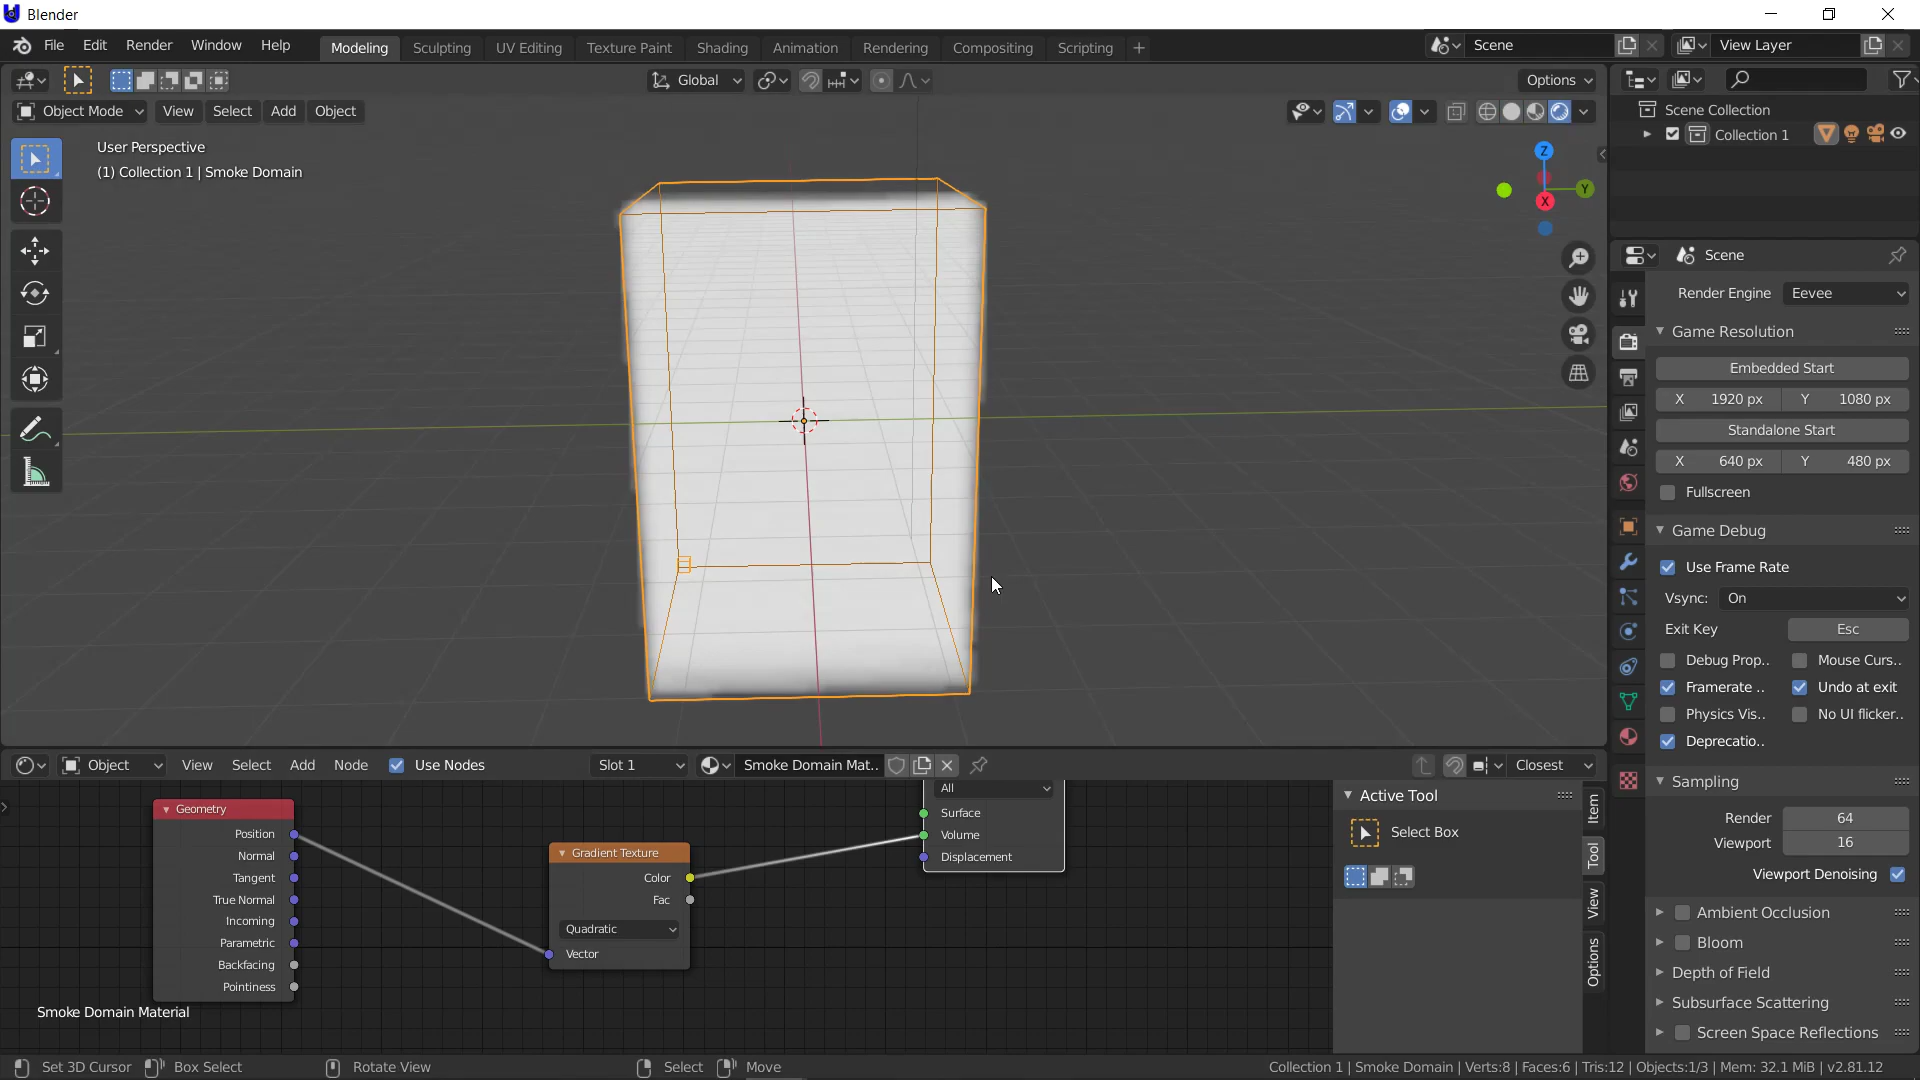 Blender
File Edit Render Window Help Modeling Sculpting UV Editing Texture Paint Shading Animation Rendering Compositing Scripting + Scene View Layer
Global Options
Object Mode View Select Add Object
User Perspective
(1) Collection 1 | Smoke Domain
Z
Y
X
Scene Collection
Collection 1
Scene
Render Engine Eevee
Game Resolution
Embedded Start
X 1920 px Y 1080 px
Standalone Start
X 640 px Y 480 px
Fullscreen
Game Debug
Use Frame Rate
Vsync: On
Exit Key Esc
Debug Prop.. Mouse Curs..
Framerate .. Undo at exit
Physics Vis.. No UI flicker..
Deprecatio..
Sampling
Render 64
Viewport 16
Viewport Denoising
Ambient Occlusion
Bloom
Depth of Field
Subsurface Scattering
Screen Space Reflections
Object View Select Add Node Use Nodes Slot 1 Smoke Domain Mat.. Closest
Geometry
Position
Normal
Tangent
True Normal
Incoming
Parametric
Backfacing
Pointiness
Gradient Texture
Color
Fac
Quadratic
Vector
All
Surface
Volume
Displacement
Smoke Domain Material
Active Tool
Select Box
Item
Tool
View
Options
Set 3D Cursor Box Select Rotate View Select Move Collection 1 | Smoke Domain | Verts:8 | Faces:6 | Tris:12 | Objects:1/3 | Mem: 32.1 MiB | v2.81.12